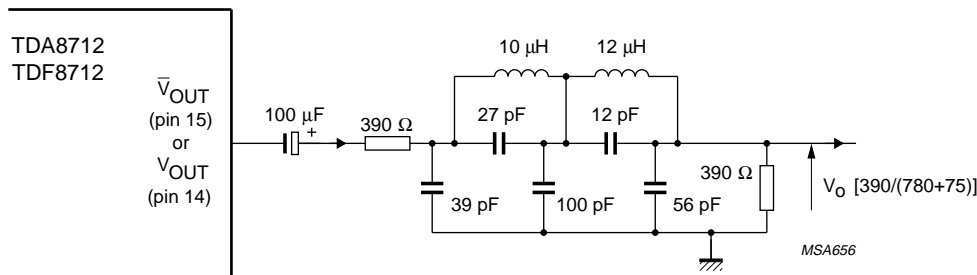 TDA8712
TDF8712
V̅OUT
(pin 15)
or
VOUT
(pin 14)
100 µF
+
390 Ω
10 µH
12 µH
27 pF
12 pF
39 pF
100 pF
56 pF
390 Ω
Vo [390/(780+75)]
MSA656